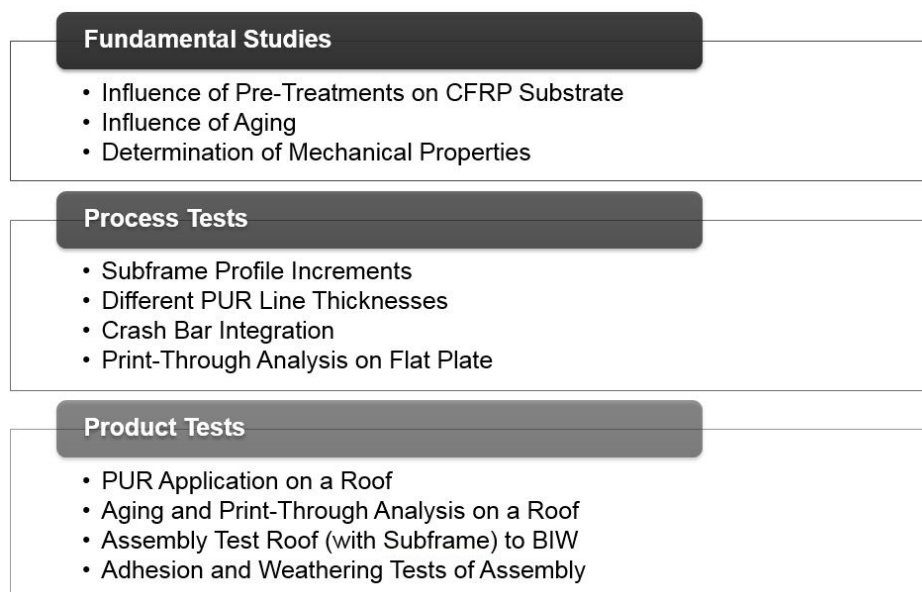 Fundamental Studies
• Influence of Pre-Treatments on CFRP Substrate
• Influence of Aging
• Determination of Mechanical Properties
Process Tests
• Subframe Profile Increments
• Different PUR Line Thicknesses
• Crash Bar Integration
• Print-Through Analysis on Flat Plate
Product Tests
• PUR Application on a Roof
• Aging and Print-Through Analysis on a Roof
• Assembly Test Roof (with Subframe) to BIW
• Adhesion and Weathering Tests of Assembly